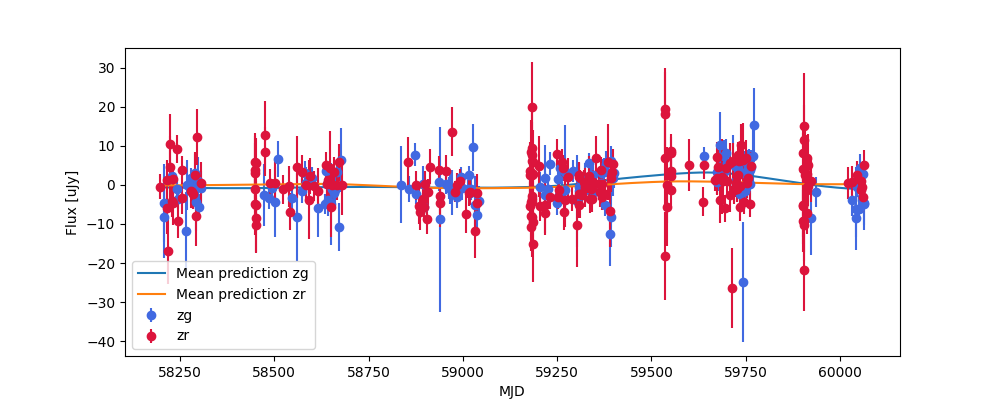 30
20
10
0
−10
−20
−30
−40
Flux [uJy]
Mean prediction zg
Mean prediction zr
zg
zr
58250 58500 58750 59000 59250 59500 59750 60000
MJD